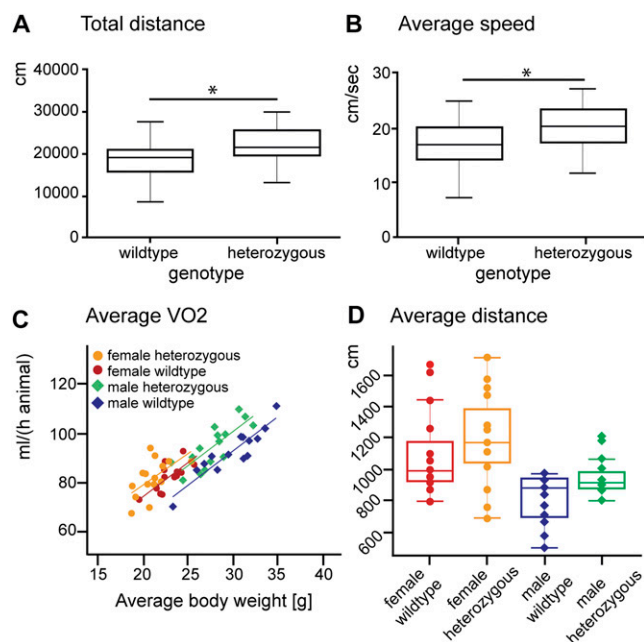 A Total distance
cm
40000
30000
20000
10000
0
*
wildtype heterozygous
genotype
B Average speed
cm/sec
30
20
10
0
*
wildtype heterozygous
genotype
C Average VO2
ml/(h animal)
120
100
80
60
female heterozygous
female wildtype
male heterozygous
male wildtype
15 20 25 30 35 40
Average body weight [g]
D Average distance
cm
1600
1400
1200
1000
800
600
female
wildtype
female
heterozygous
male
wildtype
male
heterozygous